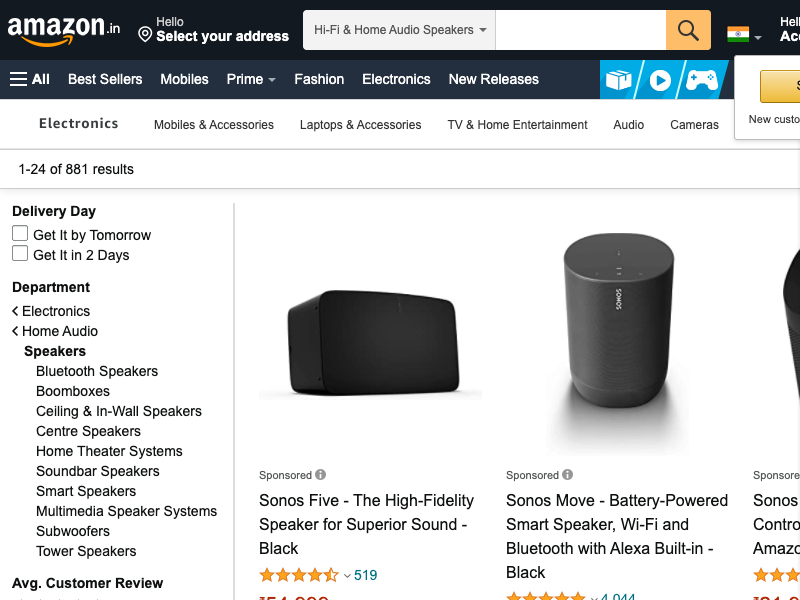 amazon.in
Hello
Select your address
Hi-Fi & Home Audio Speakers
All
Best Sellers
Mobiles
Prime
Fashion
Electronics
New Releases
Electronics
Mobiles & Accessories
Laptops & Accessories
TV & Home Entertainment
Audio
Cameras
New custo
1-24 of 881 results
Delivery Day
Get It by Tomorrow
Get It in 2 Days
Department
Electronics
Home Audio
Speakers
Bluetooth Speakers
Boomboxes
Ceiling & In-Wall Speakers
Centre Speakers
Home Theater Systems
Soundbar Speakers
Smart Speakers
Multimedia Speaker Systems
Subwoofers
Tower Speakers
Avg. Customer Review
Sponsored
Sonos Five - The High-Fidelity
Speaker for Superior Sound -
Black
519
SONOS
Sponsored
Sonos Move - Battery-Powered
Smart Speaker, Wi-Fi and
Bluetooth with Alexa Built-in -
Black
4,044
Sponsore
Sonos
Contro
Amazo